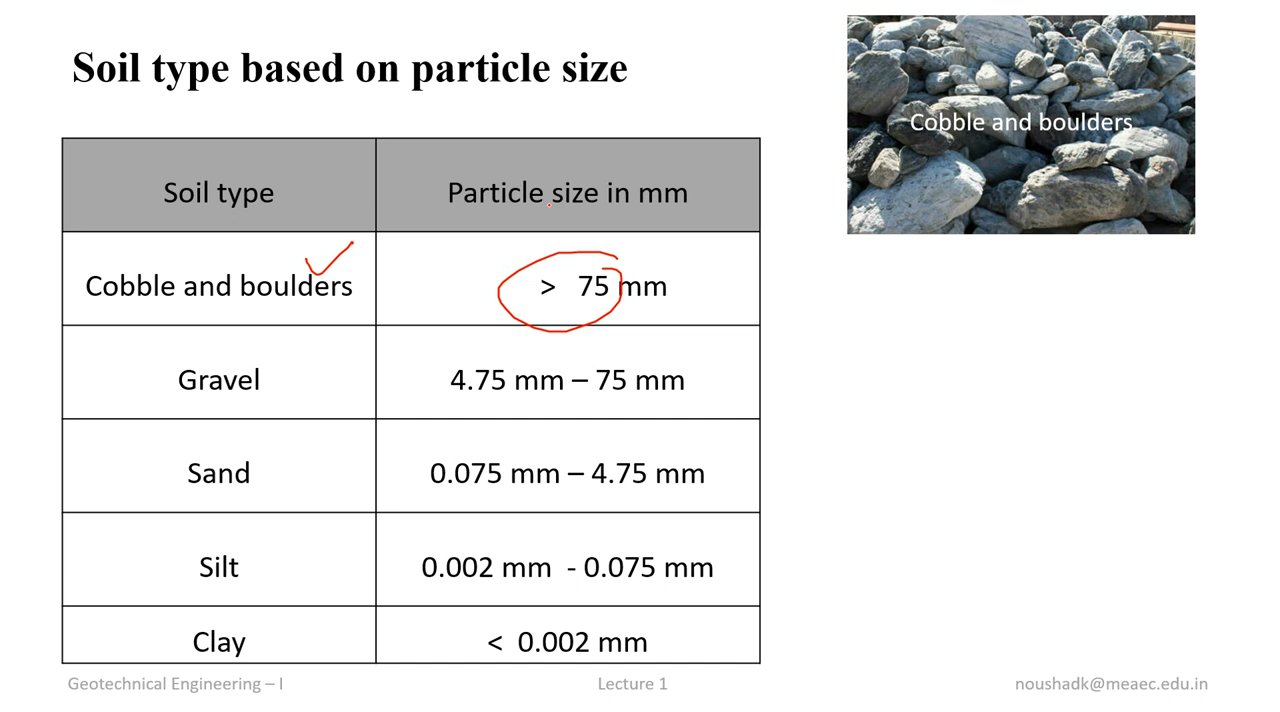 Soil type based on particle size
Cobble and boulders
Soil type Particle size in mm
Cobble and boulders > 75 mm
Gravel 4.75 mm – 75 mm
Sand 0.075 mm – 4.75 mm
Silt 0.002 mm - 0.075 mm
Clay < 0.002 mm
Geotechnical Engineering – I Lecture 1 noushadk@meaec.edu.in